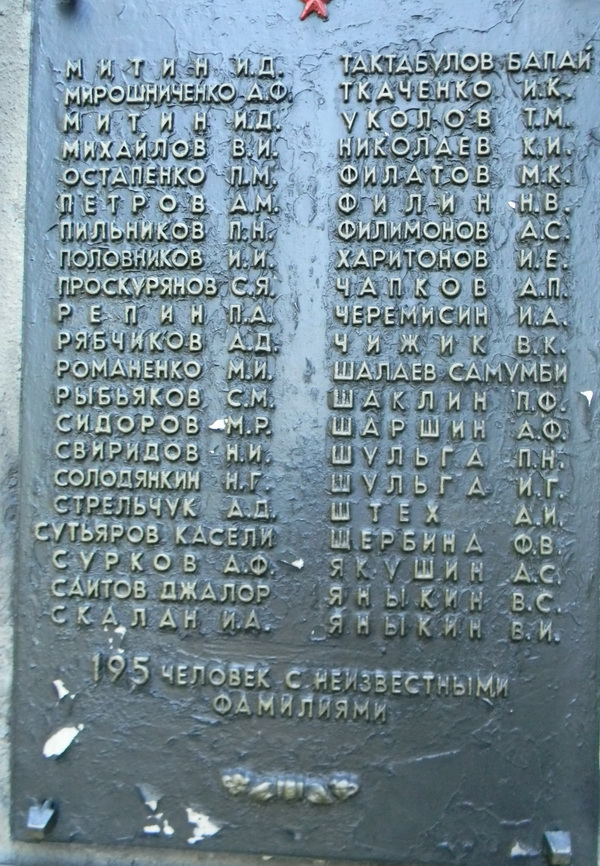 МИТИН И.Д.
МИРОШНИЧЕНКО А.Ф.
МИТИН И.Д.
МИХАЙЛОВ В.И.
ОСТАПЕНКО П.М.
ПЕТРОВ А.М.
ПИЛЬНИКОВ П.Н.
ПОЛОВНИКОВ И.И.
ПРОСКУРЯНОВ С.Я.
РЕПИН П.А.
РЯБЧИКОВ А.Д.
РОМАНЕНКО М.И.
РЫБЬЯКОВ С.М.
СИДОРОВ М.Р.
СВИРИДОВ Н.И.
СОЛОДЯНКИН Н.Г.
СТРЕЛЬЧУК А.Д.
СУТЬЯРОВ КАСЕЛИ
СУРКОВ А.Ф.
САИТОВ ДЖАЛОР
СКАЛАН И.А.
ТАКТАБУЛОВ БАПАЙ
ТКАЧЕНКО И.К.
УКОЛОВ Т.М.
НИКОЛАЕВ К.И.
ФИЛАТОВ М.К.
ФИЛИН Н.В.
ФИЛИМОНОВ А.С.
ХАРИТОНОВ И.Е.
ЧАПКОВ А.П.
ЧЕРЕМИСИН И.А.
ЧИЖИК В.К.
ШАЛАЕВ САМУМБИ
ШАКЛИН П.Ф.
ШАРШИН А.Ф.
ШУЛЬГА П.Н.
ШУЛЬГА И.Г.
ШТЕХ А.И.
ЩЕРБИНА Ф.В.
ЯКУШИН А.С.
ЯНЫКИН В.С.
ЯНЫКИН В.И.
195 ЧЕЛОВЕК С НЕИЗВЕСТНЫМИ
ФАМИЛИЯМИ